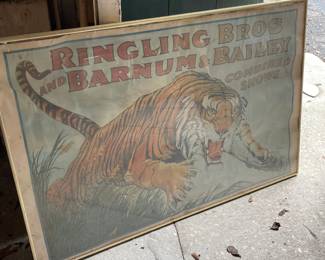 RINGLING BROS
AND BARNUM & BAILEY
COMBINED
SHOWS